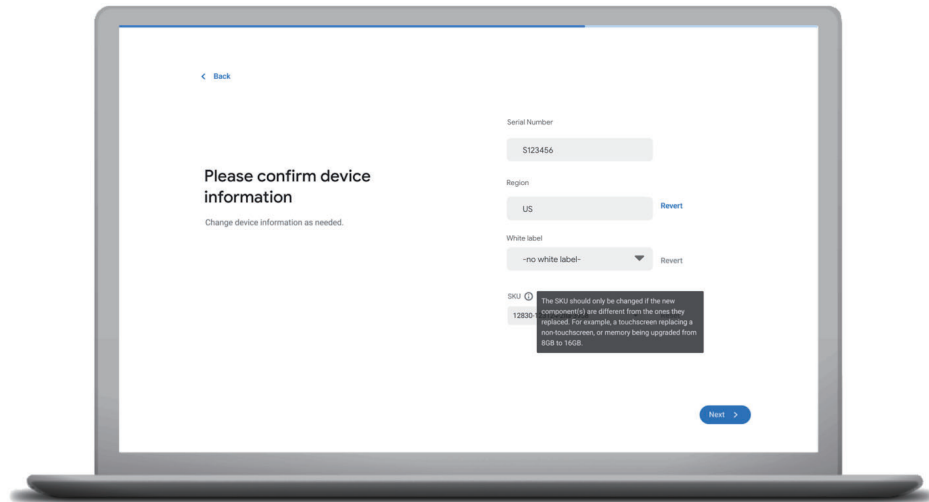 Back
Please confirm device
information
Change device information as needed.
Serial Number
S123456
Region
US
Revert
White label
-no white label-
Revert
SKU
12830-
The SKU should only be changed if the new
component(s) are different from the ones they
replaced. For example, a touchscreen replacing a
non-touchscreen, or memory being upgraded from
8GB to 16GB.
Next